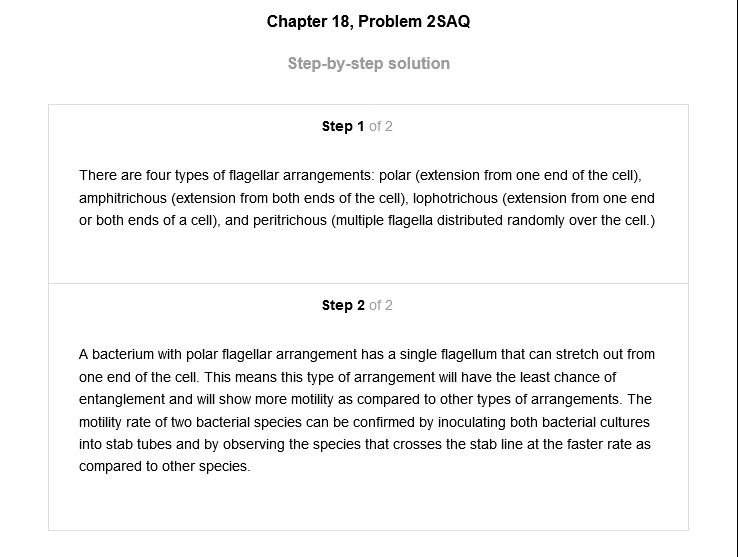 Chapter 18, Problem 2SAQ
Step-by-step solution
Step 1 of 2
There are four types of flagellar arrangements: polar (extension from one end of the cell),
amphitrichous (extension from both ends of the cell), lophotrichous (extension from one end
or both ends of a cell), and peritrichous (multiple flagella distributed randomly over the cell.)
Step 2 of 2
A bacterium with polar flagellar arrangement has a single flagellum that can stretch out from
one end of the cell. This means this type of arrangement will have the least chance of
entanglement and will show more motility as compared to other types of arrangements. The
motility rate of two bacterial species can be confirmed by inoculating both bacterial cultures
into stab tubes and by observing the species that crosses the stab line at the faster rate as
compared to other species.